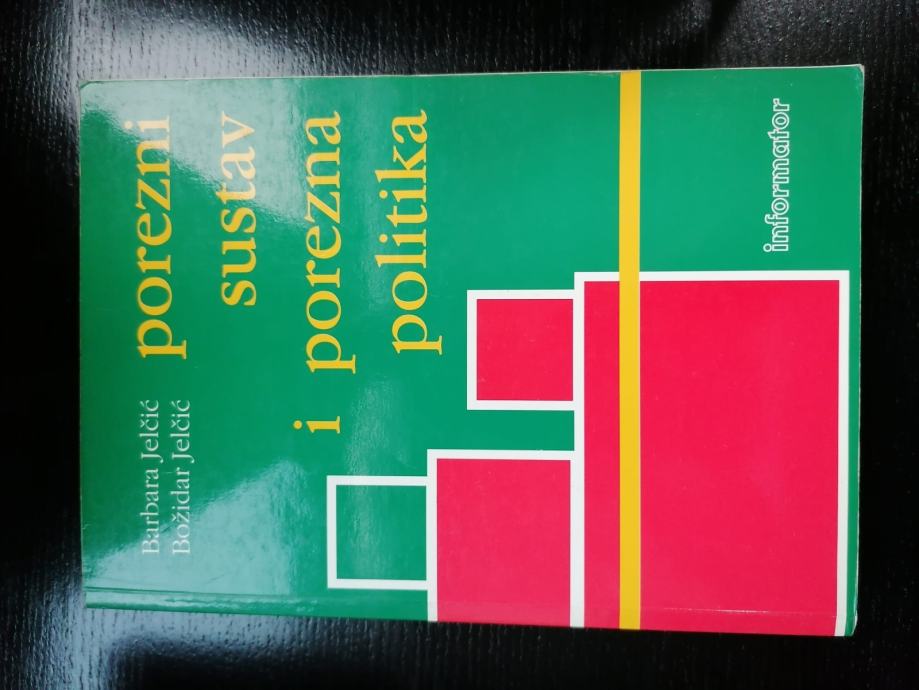 Barbara Jelčić
Božidar Jelčić
porezni
sustav
i porezna
politika
informator